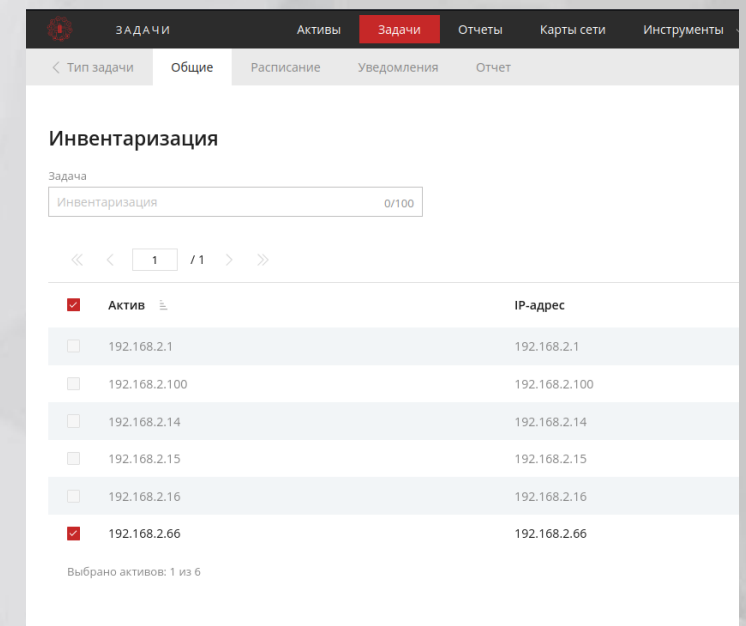 ЗАДАЧИ Активы Задачи Отчеты Карты сети Инструменты
Тип задачи Общие Расписание Уведомления Отчет
Инвентаризация
Задача
Инвентаризация 0/100
1 / 1
Актив IP-адрес
192.168.2.1 192.168.2.1
192.168.2.100 192.168.2.100
192.168.2.14 192.168.2.14
192.168.2.15 192.168.2.15
192.168.2.16 192.168.2.16
192.168.2.66 192.168.2.66
Выбрано активов: 1 из 6